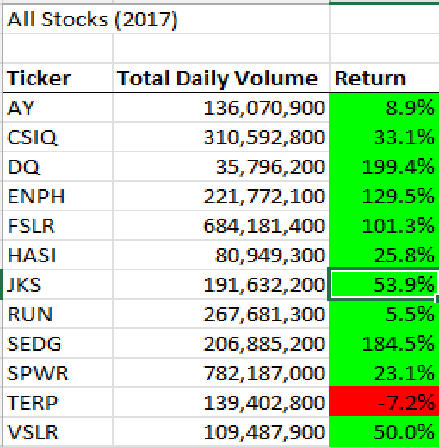 All Stocks (2017)
Ticker Total Daily Volume Return
AY 136,070,900 8.9%
CSIQ 310,592,800 33.1%
DQ 35,796,200 199.4%
ENPH 221,772,100 129.5%
FSLR 684,181,400 101.3%
HASI 80,949,300 25.8%
JKS 191,632,200 53.9%
RUN 267,681,300 5.5%
SEDG 206,885,200 184.5%
SPWR 782,187,000 23.1%
TERP 139,402,800 -7.2%
VSLR 109,487,900 50.0%